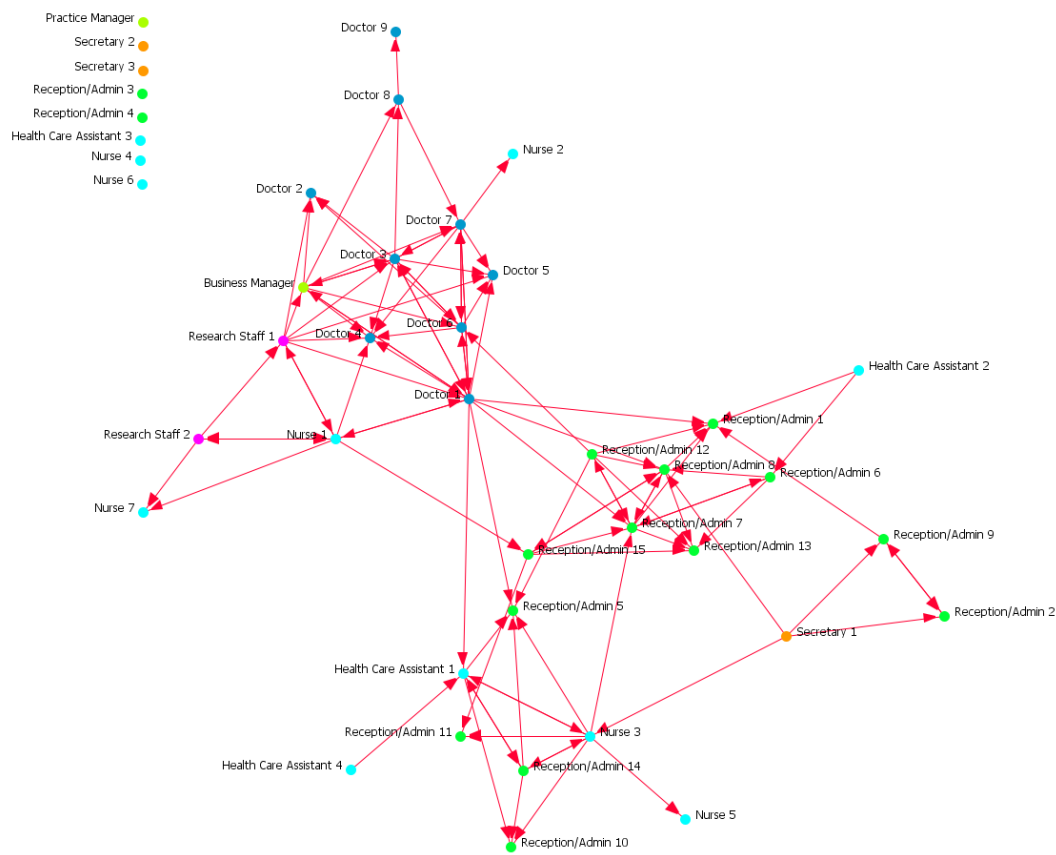 Practice Manager
Secretary 2
Secretary 3
Reception/Admin 3
Reception/Admin 4
Health Care Assistant 3
Nurse 4
Nurse 6
Doctor 9
Doctor 8
Nurse 2
Doctor 2
Doctor 7
Doctor 3
Doctor 5
Business Manager
Doctor 6
Research Staff 1
Doctor 4
Health Care Assistant 2
Doctor 1
Reception/Admin 1
Research Staff 2
Nurse 1
Reception/Admin 12
Reception/Admin 8
Reception/Admin 6
Nurse 7
Reception/Admin 7
Reception/Admin 9
Reception/Admin 15
Reception/Admin 13
Reception/Admin 5
Reception/Admin 2
Secretary 1
Health Care Assistant 1
Reception/Admin 11
Nurse 3
Health Care Assistant 4
Reception/Admin 14
Nurse 5
Reception/Admin 10